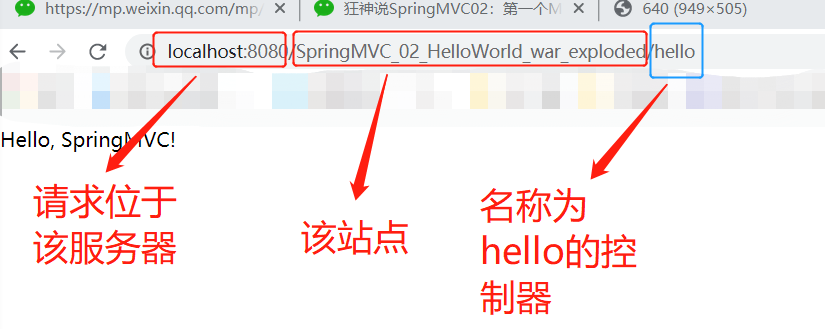 https://mp.weixin.qq.com/mp/
狂神说SpringMVC02：第一个M
640 (949×505)
localhost:8080/SpringMVC_02_HelloWorld_war_exploded/hello
Hello, SpringMVC!
请求位于
该服务器
该站点
名称为
hello的控
制器